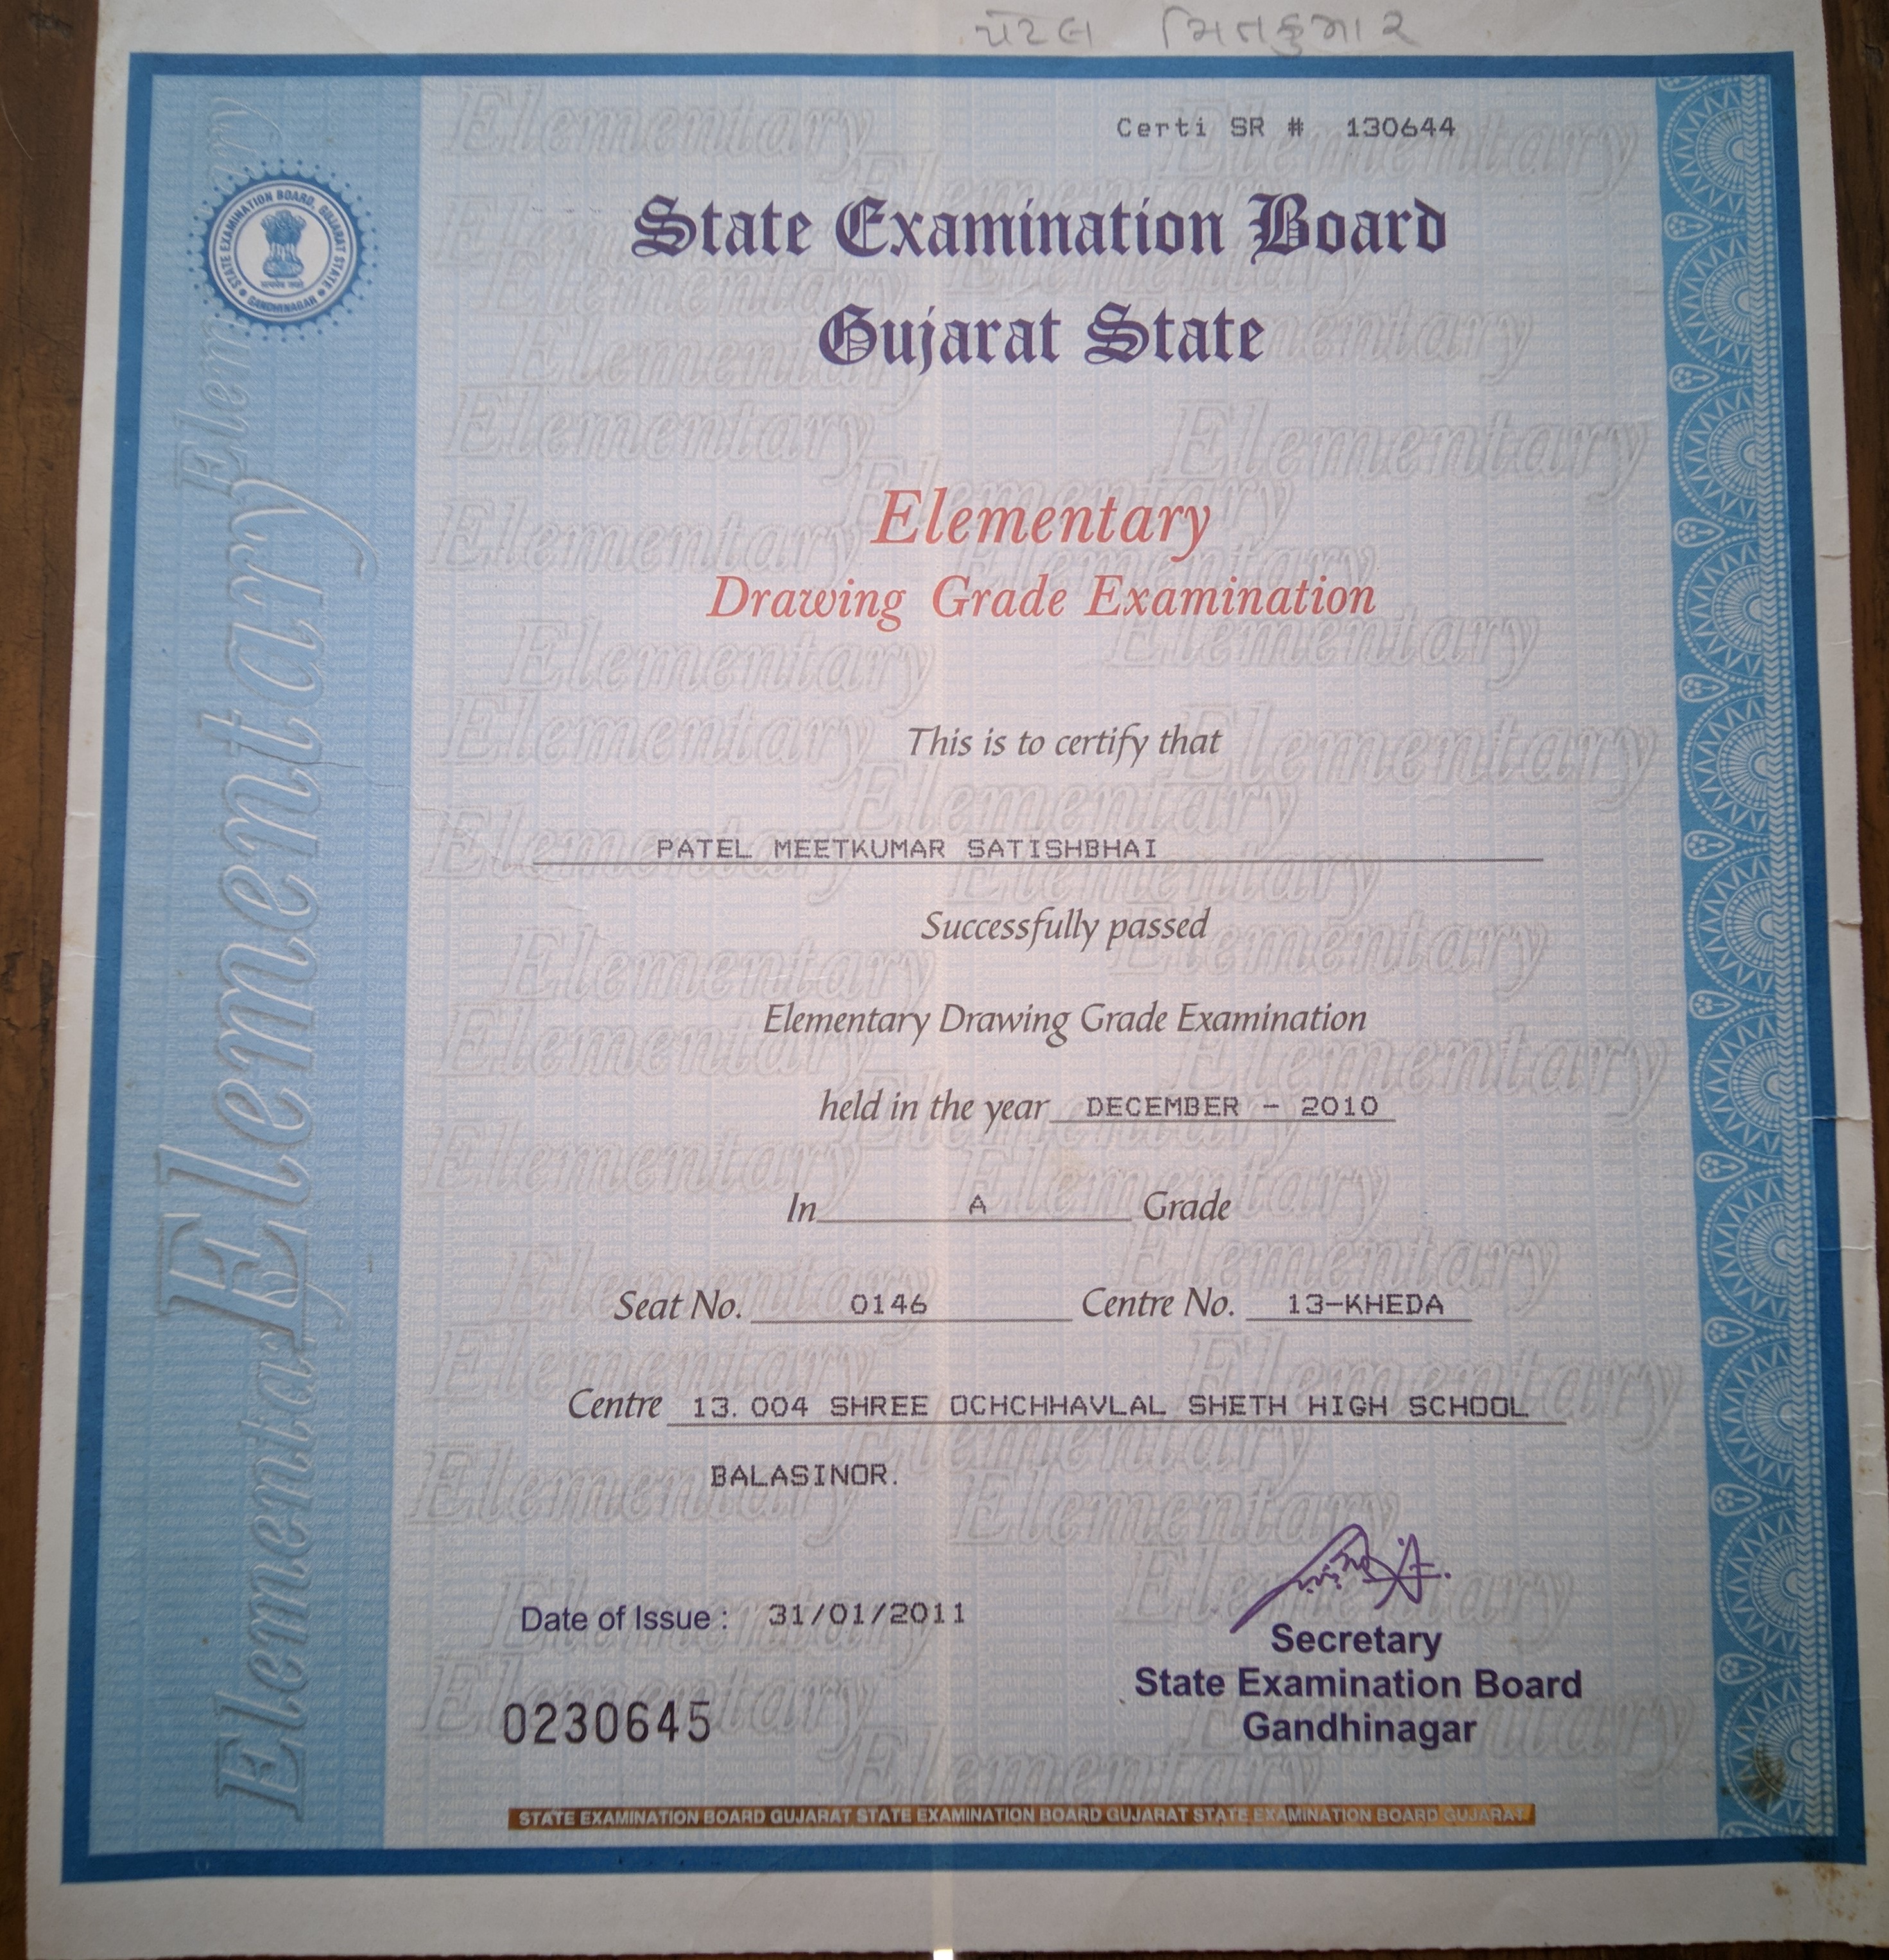 પટેલ મિતકુમાર
Certi SR # 130644
STATE EXAMINATION BOARD, GUJARAT STATE
GANDHINAGAR
State Examination Board
Gujarat State
Elementary
Drawing Grade Examination
This is to certify that
PATEL MEETKUMAR SATISHBHAI
Successfully passed
Elementary Drawing Grade Examination
held in the year DECEMBER - 2010
In A Grade
Seat No. 0146 Centre No. 13-KHEDA
Centre 13.004 SHREE OCHCHHAVLAL SHETH HIGH SCHOOL
BALASINOR.
Date of Issue : 31/01/2011
Secretary
State Examination Board
Gandhinagar
0230645
STATE EXAMINATION BOARD GUJARAT STATE EXAMINATION BOARD GUJARAT STATE EXAMINATION BOARD GUJARAT